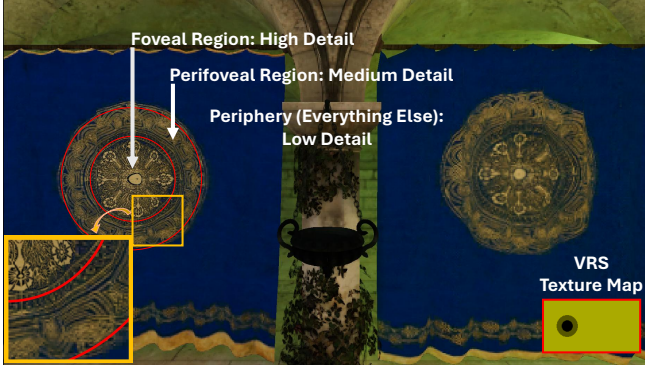 Foveal Region: High Detail
Perifoveal Region: Medium Detail
Periphery (Everything Else):
Low Detail
VRS
Texture Map